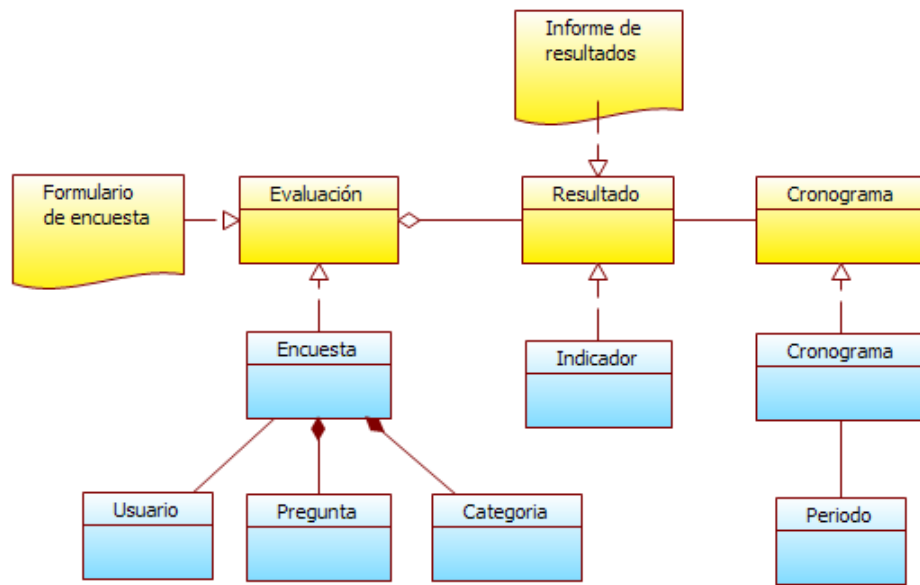 Informe de
resultados
Formulario
de encuesta
Evaluación
Resultado
Cronograma
Encuesta
Indicador
Cronograma
Usuario
Pregunta
Categoria
Periodo